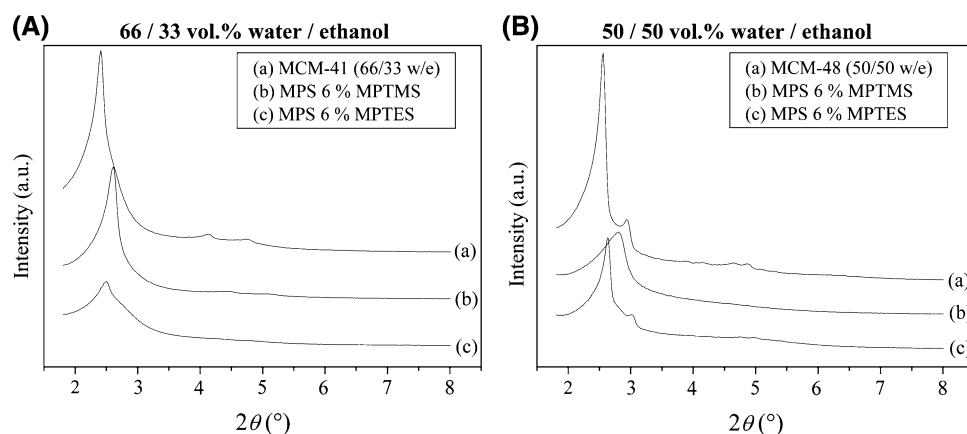 (A)
66 / 33 vol.% water / ethanol
(a) MCM-41 (66/33 w/e)
(b) MPS 6 % MPTMS
(c) MPS 6 % MPTES
Intensity (a.u.)
(a)
(b)
(c)
2 3 4 5 6 7 8
2θ (°)
(B)
50 / 50 vol.% water / ethanol
(a) MCM-48 (50/50 w/e)
(b) MPS 6 % MPTMS
(c) MPS 6 % MPTES
Intensity (a.u.)
(a)
(b)
(c)
2 3 4 5 6 7 8
2θ (°)